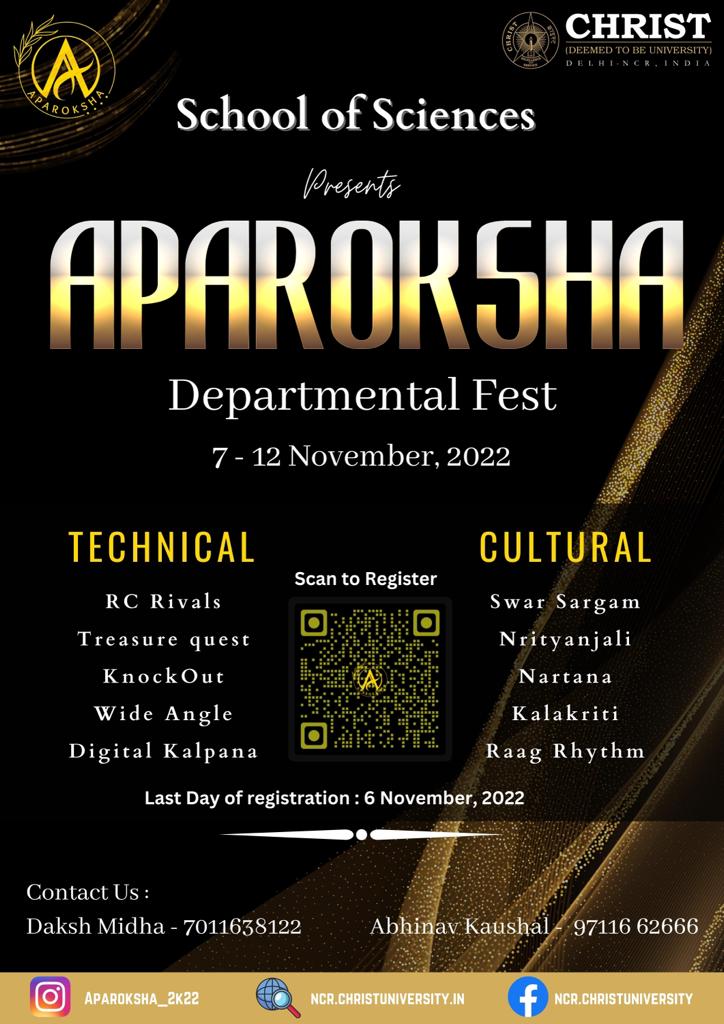 APAROKSHA
CHRIST
(DEEMED TO BE UNIVERSITY)
DELHI-NCR, INDIA
School of Sciences
Presents
APAROKSHA
Departmental Fest
7 - 12 November, 2022
TECHNICAL
RC Rivals
Treasure quest
KnockOut
Wide Angle
Digital Kalpana
Scan to Register
CULTURAL
Swar Sargam
Nrityanjali
Nartana
Kalakriti
Raag Rhythm
Last Day of registration : 6 November, 2022
Contact Us :
Daksh Midha - 7011638122
Abhinav Kaushal - 97116 62666
APAROKSHA_2K22
NCR.CHRISTUNIVERSITY.IN
NCR.CHRISTUNIVERSITY